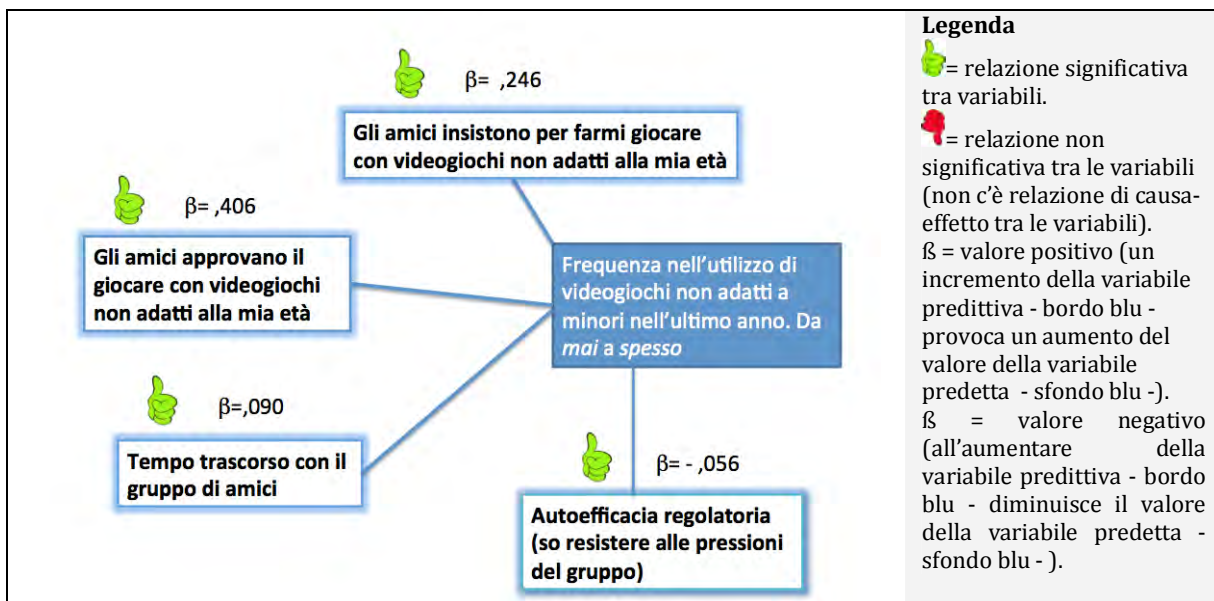 β= ,246
Gli amici insistono per farmi giocare
con videogiochi non adatti alla mia età
β= ,406
Gli amici approvano il
giocare con videogiochi
non adatti alla mia età
Frequenza nell'utilizzo di
videogiochi non adatti a
minori nell'ultimo anno. Da
mai a spesso
β=,090
Tempo trascorso con il
gruppo di amici
β= - ,056
Autoefficacia regolatoria
(so resistere alle pressioni
del gruppo)
Legenda
= relazione significativa
tra variabili.
= relazione non
significativa tra le variabili
(non c'è relazione di causa-
effetto tra le variabili).
ß = valore positivo (un
incremento della variabile
predittiva - bordo blu -
provoca un aumento del
valore della variabile
predetta - sfondo blu -).
ß = valore negativo
(all'aumentare della
variabile predittiva - bordo
blu - diminuisce il valore
della variabile predetta -
sfondo blu - ).